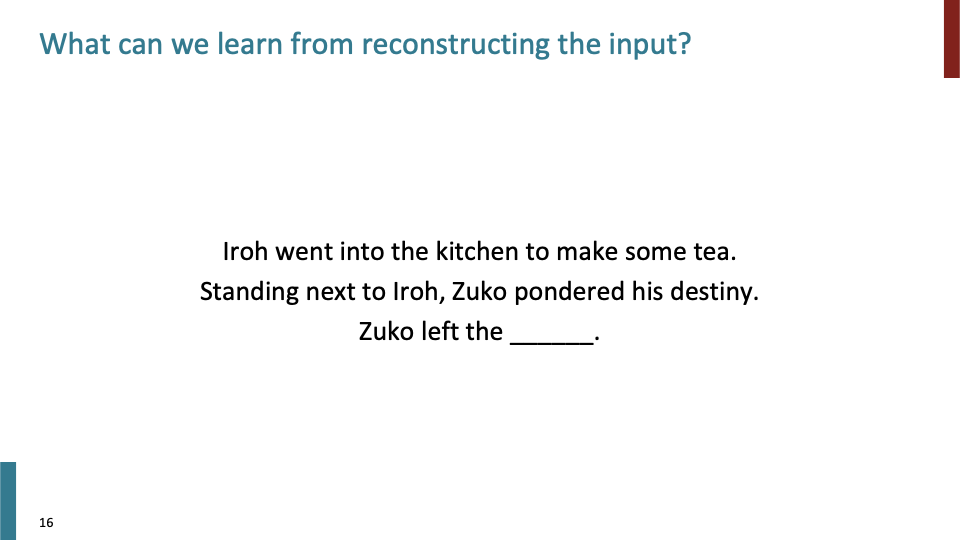 What can we learn from reconstructing the input?
Iroh went into the kitchen to make some tea.
Standing next to Iroh, Zuko pondered his destiny.
Zuko left the ______.
16